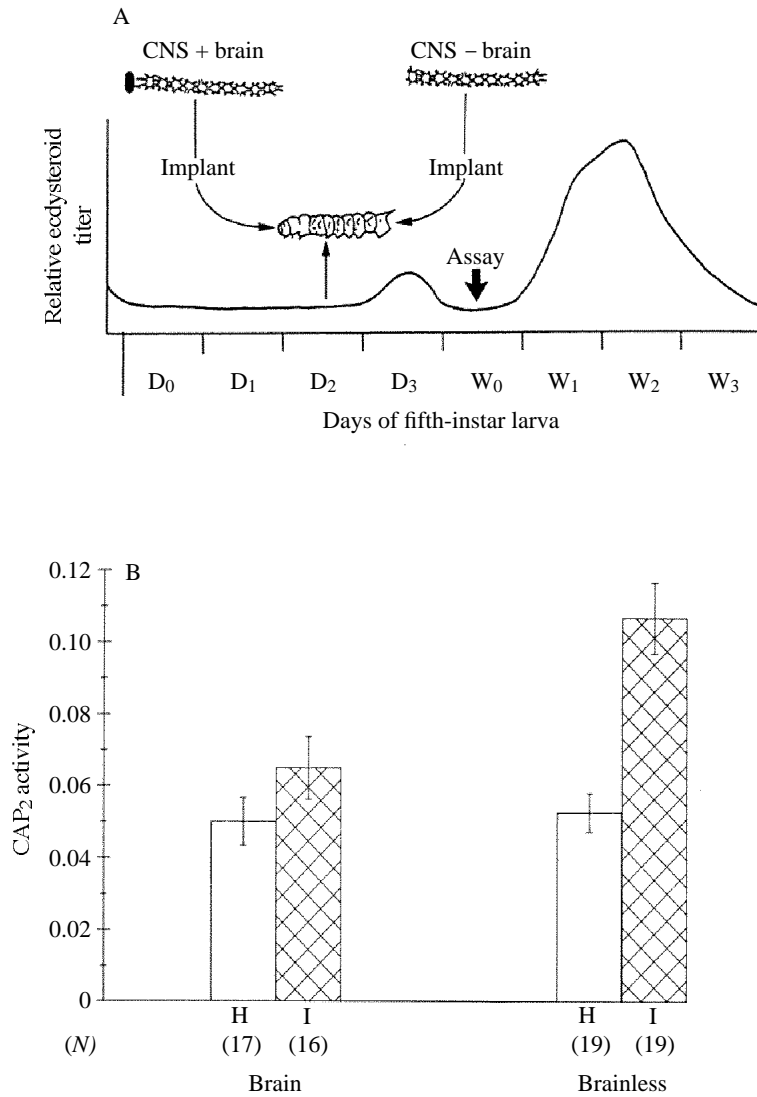 A
CNS + brain
CNS − brain
Implant
Implant
Relative ecdysteroid
titer
Assay
D0 D1 D2 D3 W0 W1 W2 W3
Days of fifth-instar larva
B
CAP2 activity
0.12
0.10
0.08
0.06
0.04
0.02
0
H I H I
(N) (17) (16) (19) (19)
Brain Brainless